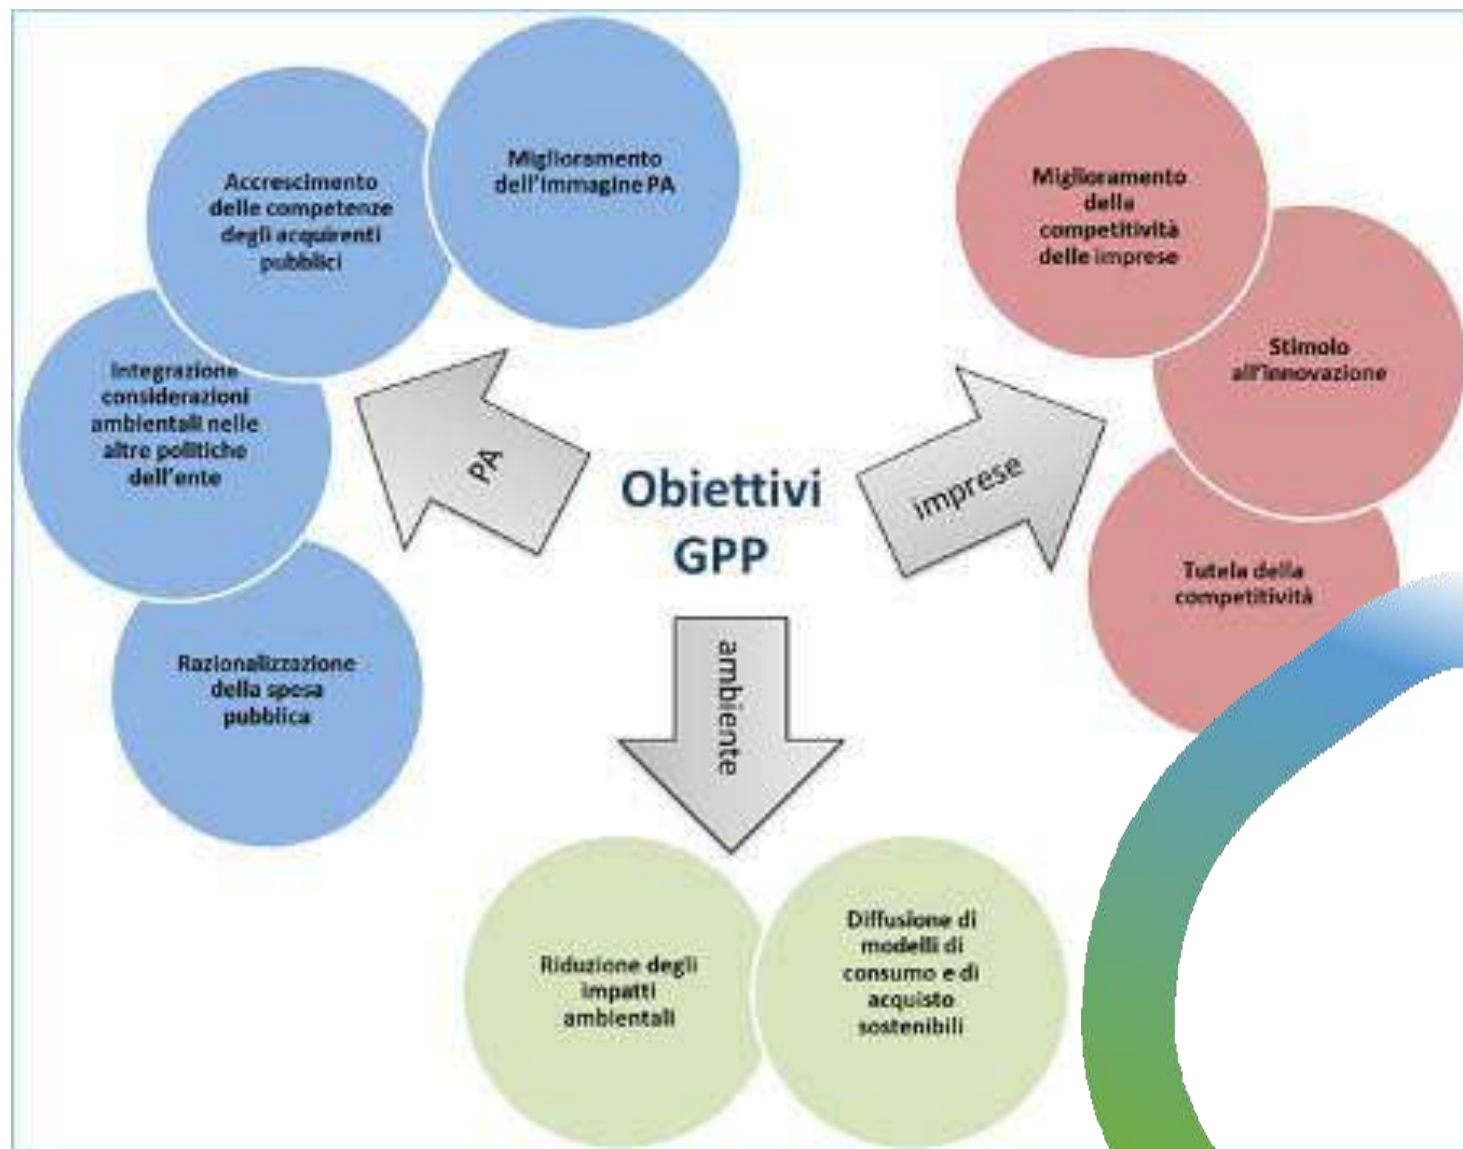 Miglioramento
dell'immagine PA
Accrescimento
delle competenze
degli acquirenti
pubblici
Integrazione
considerazioni
ambientali nelle
altre politiche
dell'ente
Razionalizzazione
della spesa
pubblica
PA
Obiettivi
GPP
imprese
ambiente
Miglioramento
della
competitività
delle imprese
Stimolo
all'innovazione
Tutela della
competitività
Riduzione degli
impatti
ambientali
Diffusione di
modelli di
consumo e di
acquisto
sostenibili